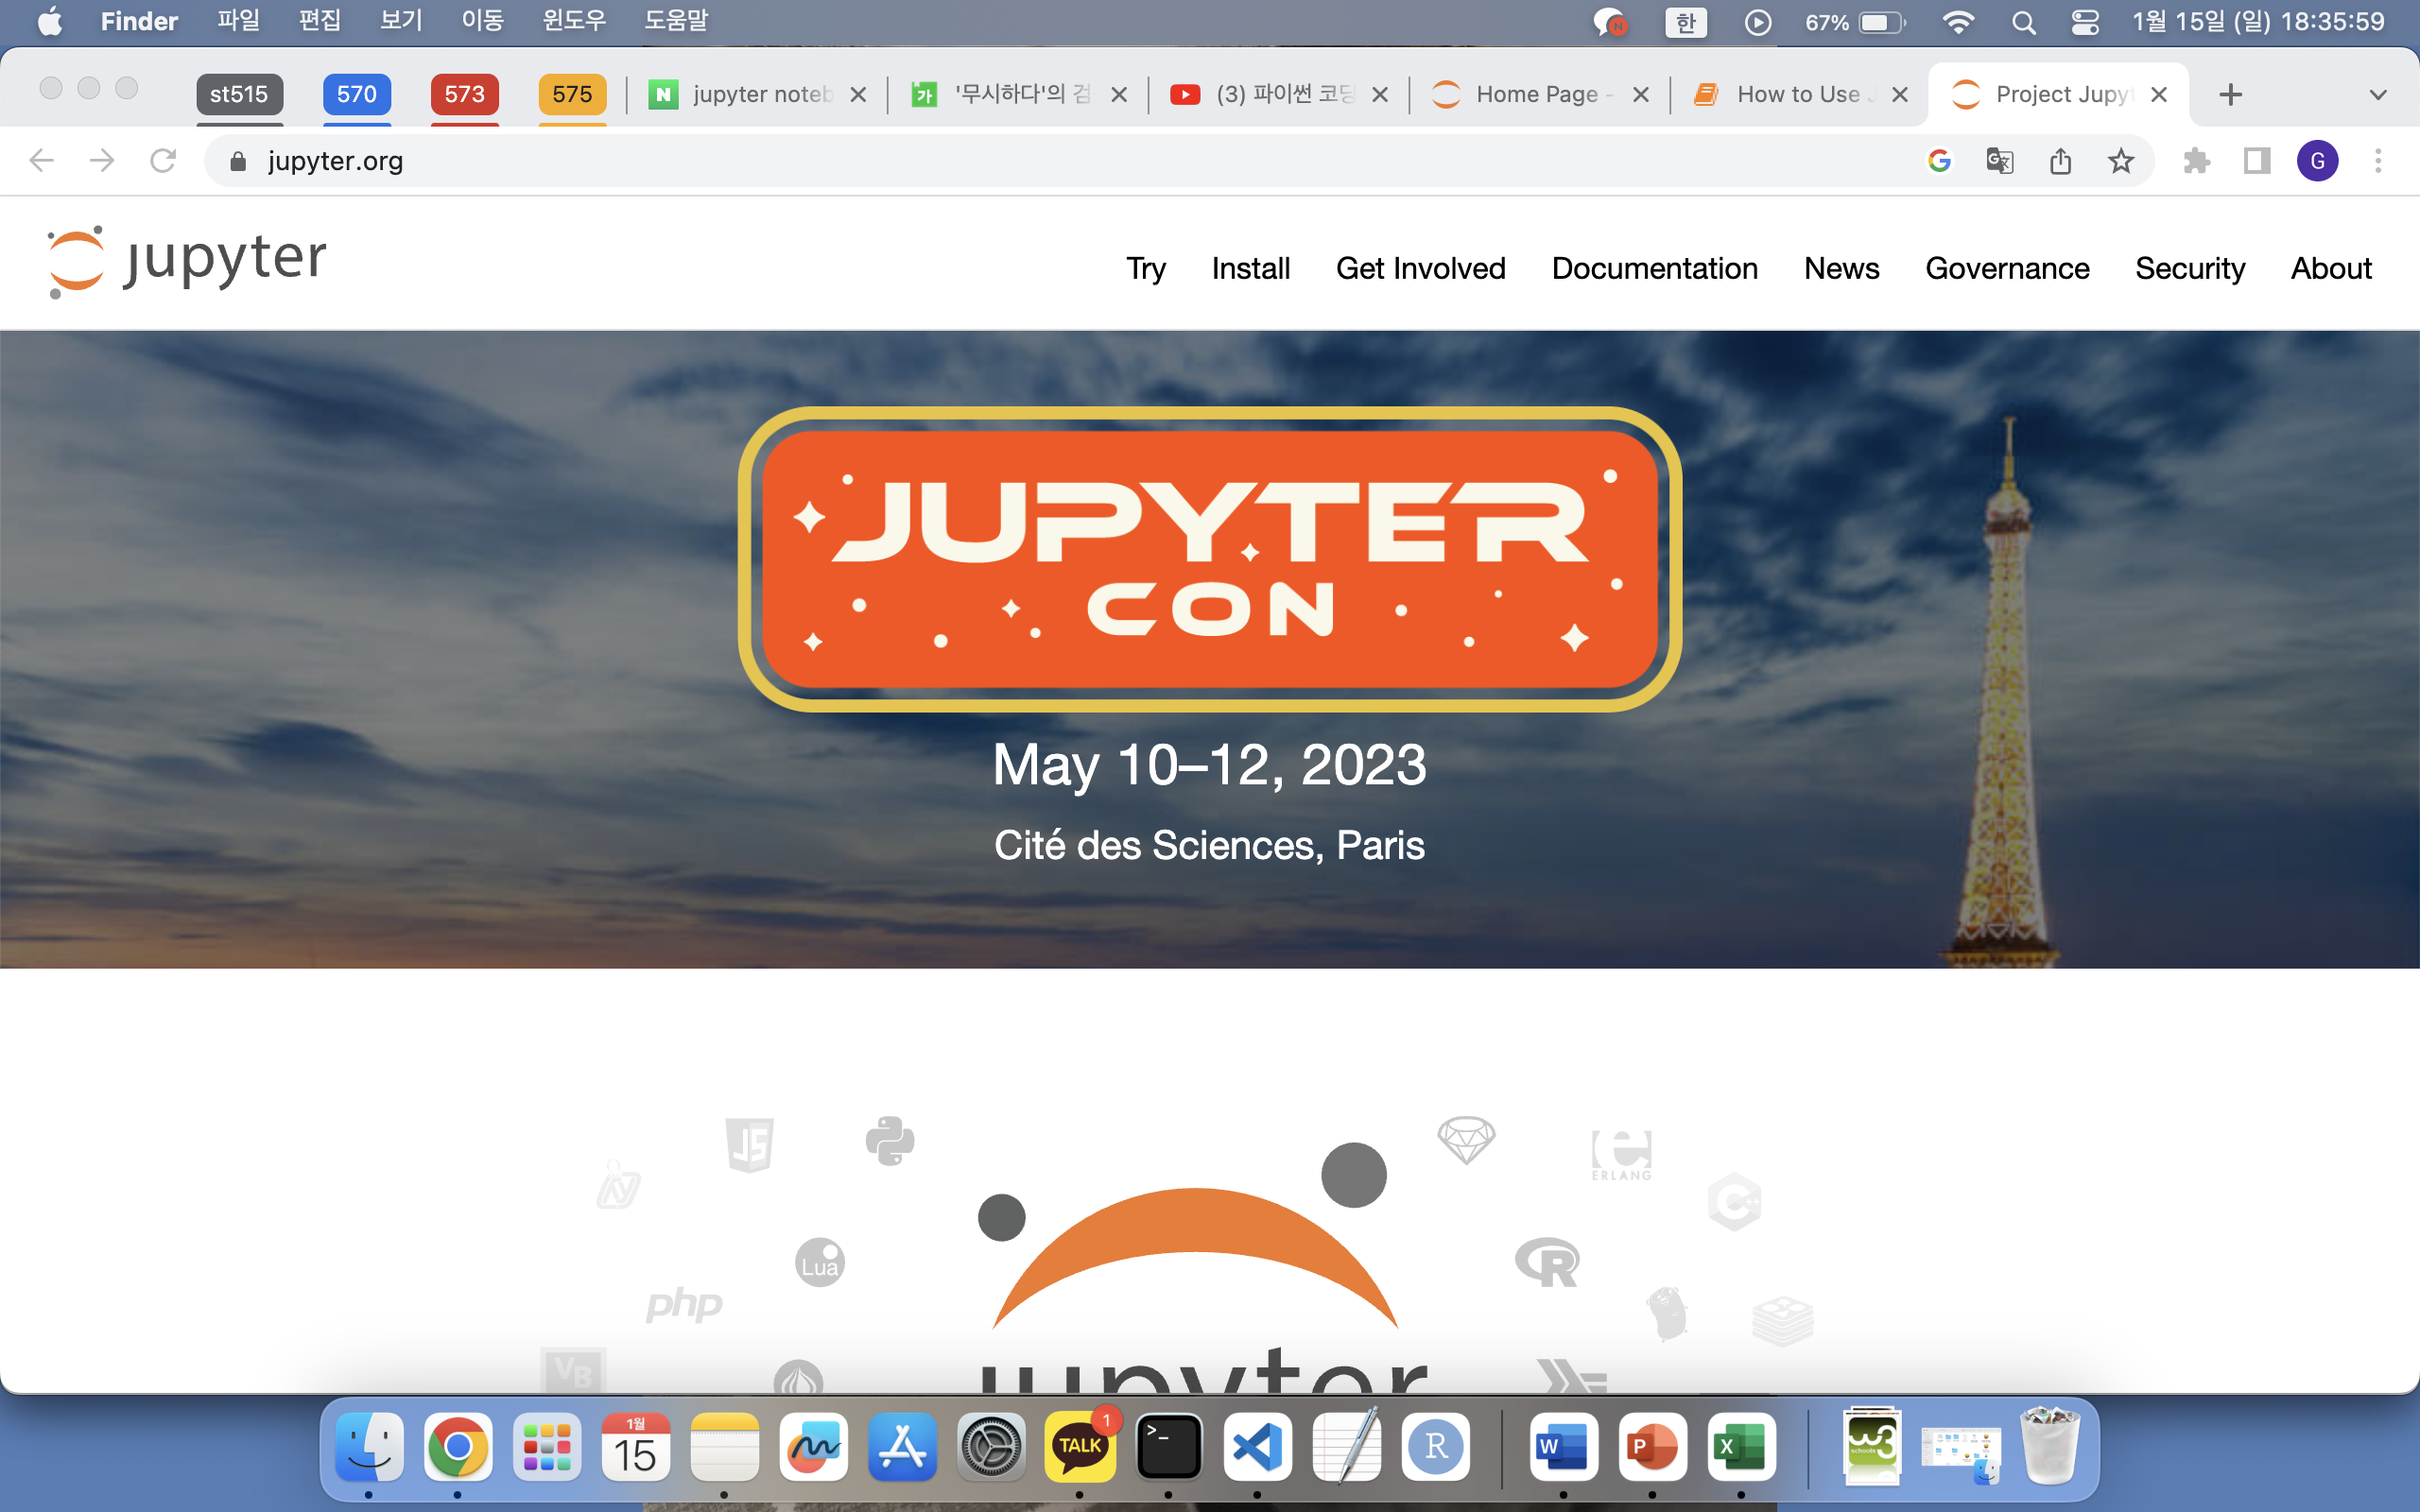 Finder 파일 편집 보기 이동 윈도우 도움말 한 67% 1월 15일 (일) 18:35:59
st515 570 573 575 jupyter noteb '무시하다'의 검 (3) 파이썬 코딩 Home Page - How to Use J Project Jupyt
jupyter.org G
jupyter Try Install Get Involved Documentation News Governance Security About
JUPYTER
CON
May 10–12, 2023
Cité des Sciences, Paris
JS
ERLANG
C++
Lua
R
php
VB
jupyter
1월
15
TALK
1
R
W
P
X
w3
schools